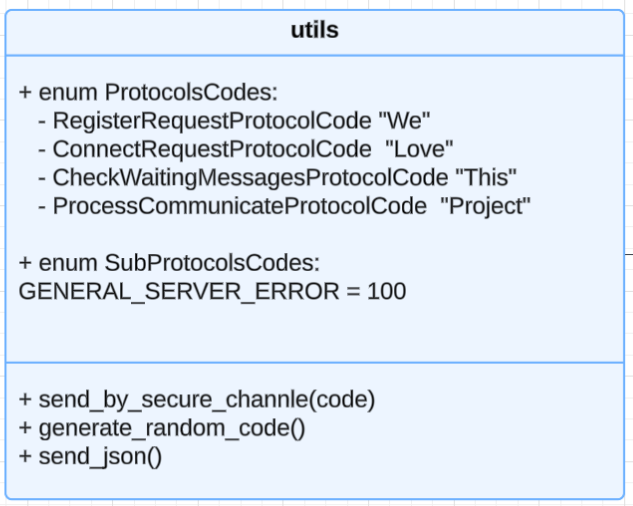 utils
+ enum ProtocolsCodes:
- RegisterRequestProtocolCode "We"
- ConnectRequestProtocolCode "Love"
- CheckWaitingMessagesProtocolCode "This"
- ProcessCommunicateProtocolCode "Project"
+ enum SubProtocolsCodes:
GENERAL_SERVER_ERROR = 100
+ send_by_secure_channle(code)
+ generate_random_code()
+ send_json()